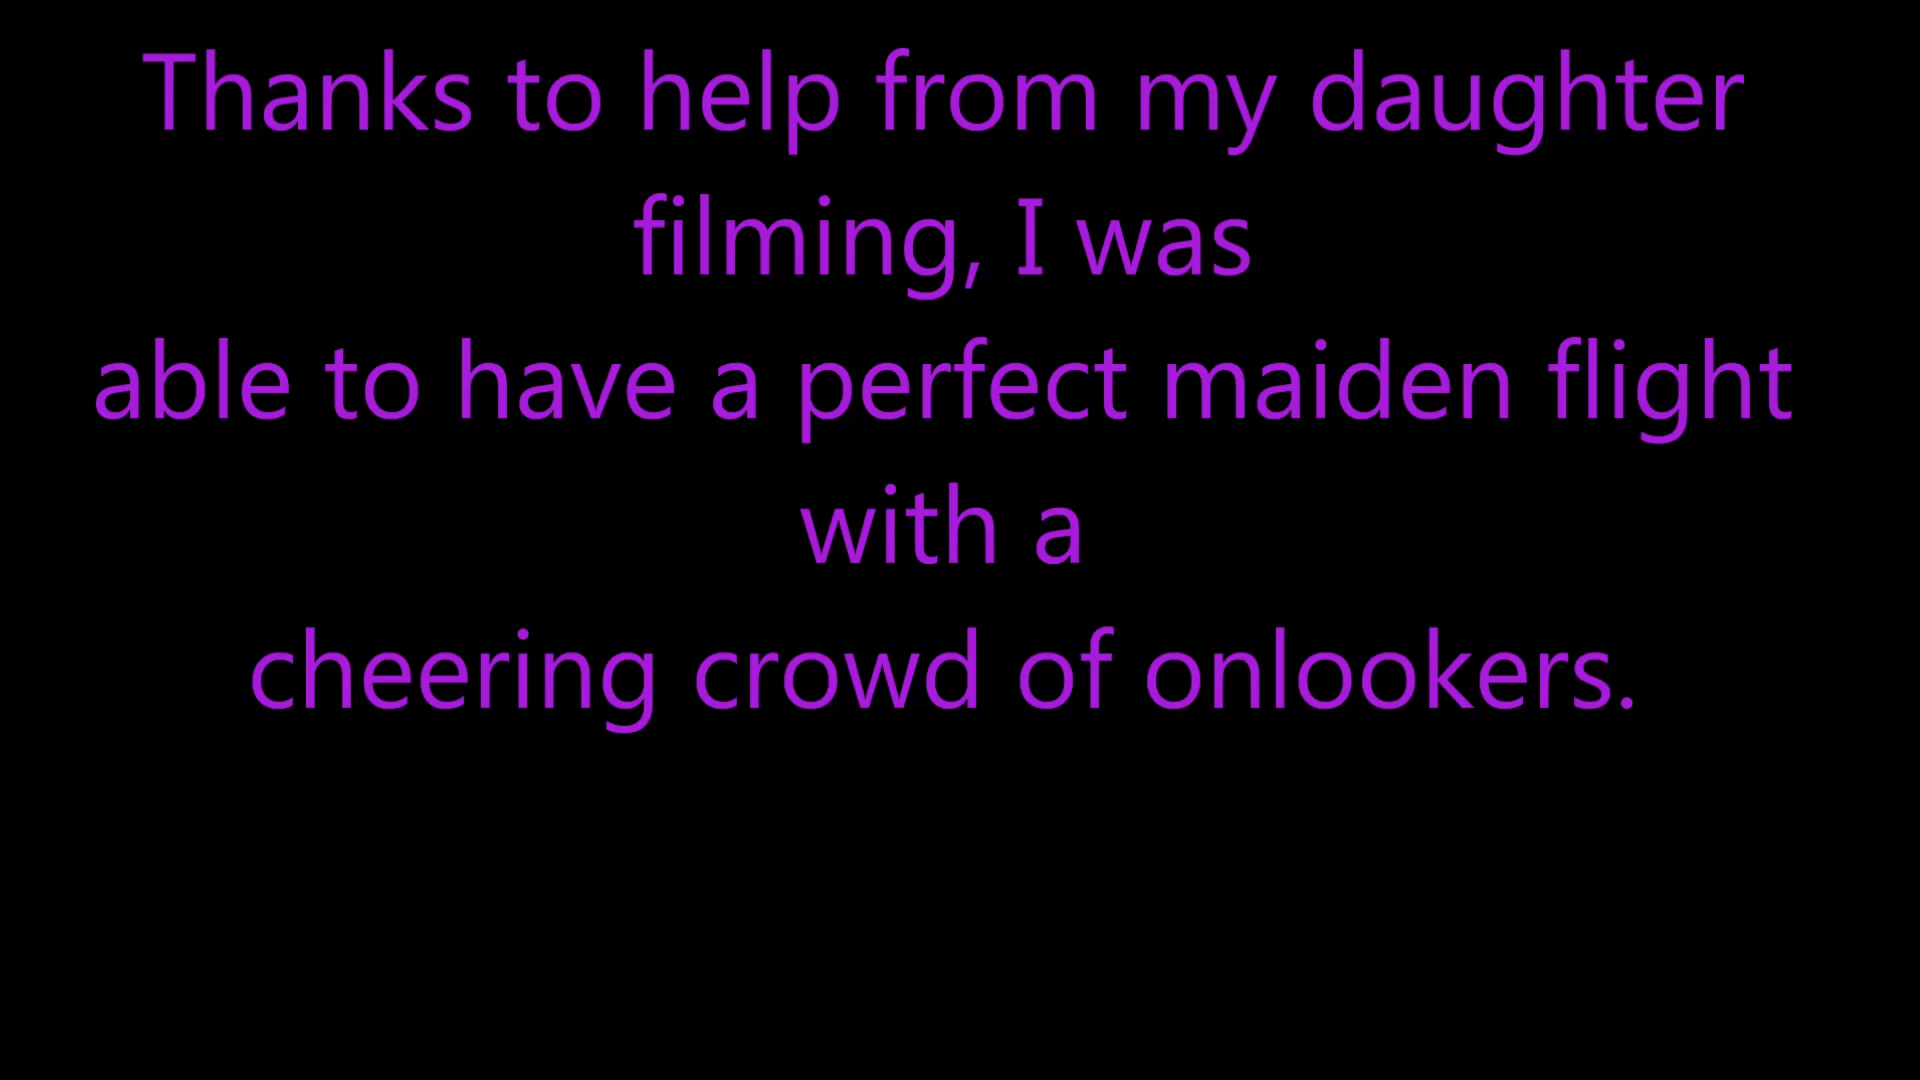 Thanks to help from my daughter
filming, I was
able to have a perfect maiden flight
with a
cheering crowd of onlookers.